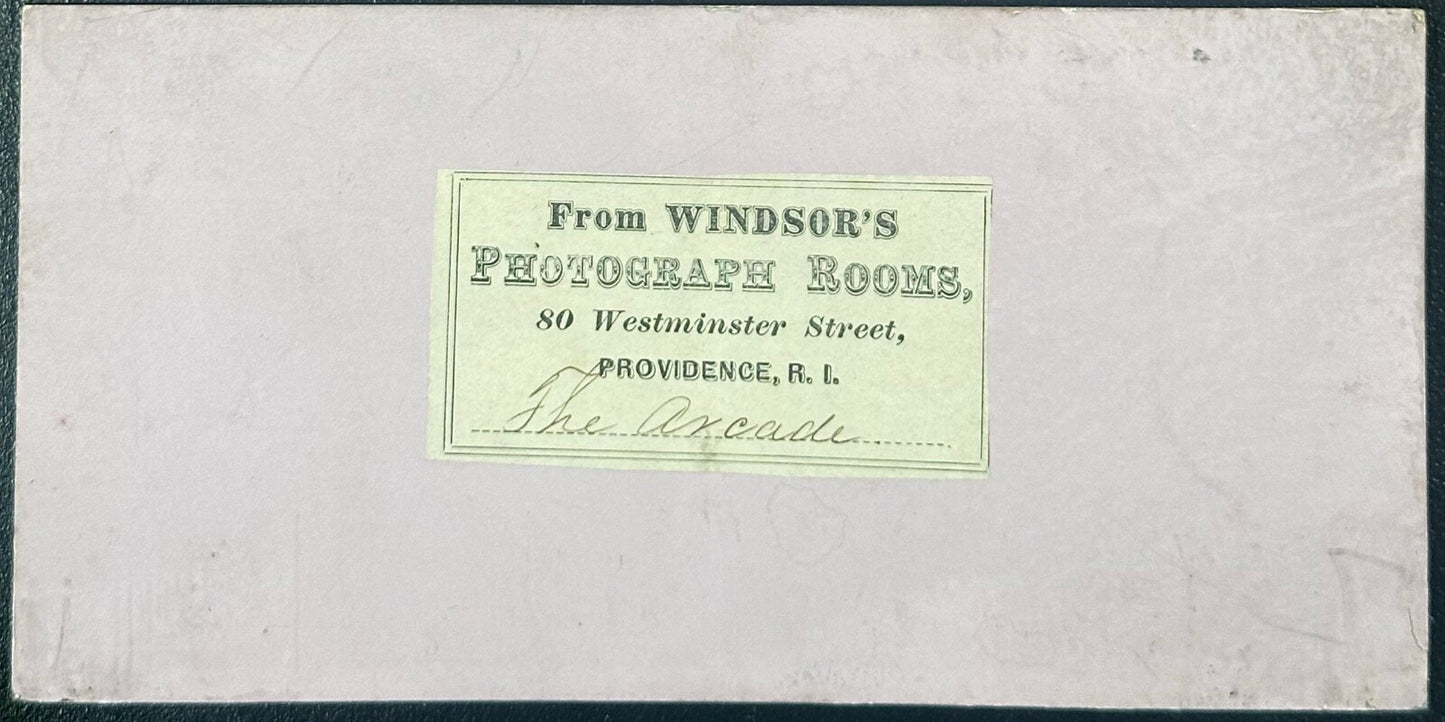 From WINDSOR'S
PHOTOGRAPH ROOMS,
80 Westminster Street,
PROVIDENCE, R. I.
The Arcade